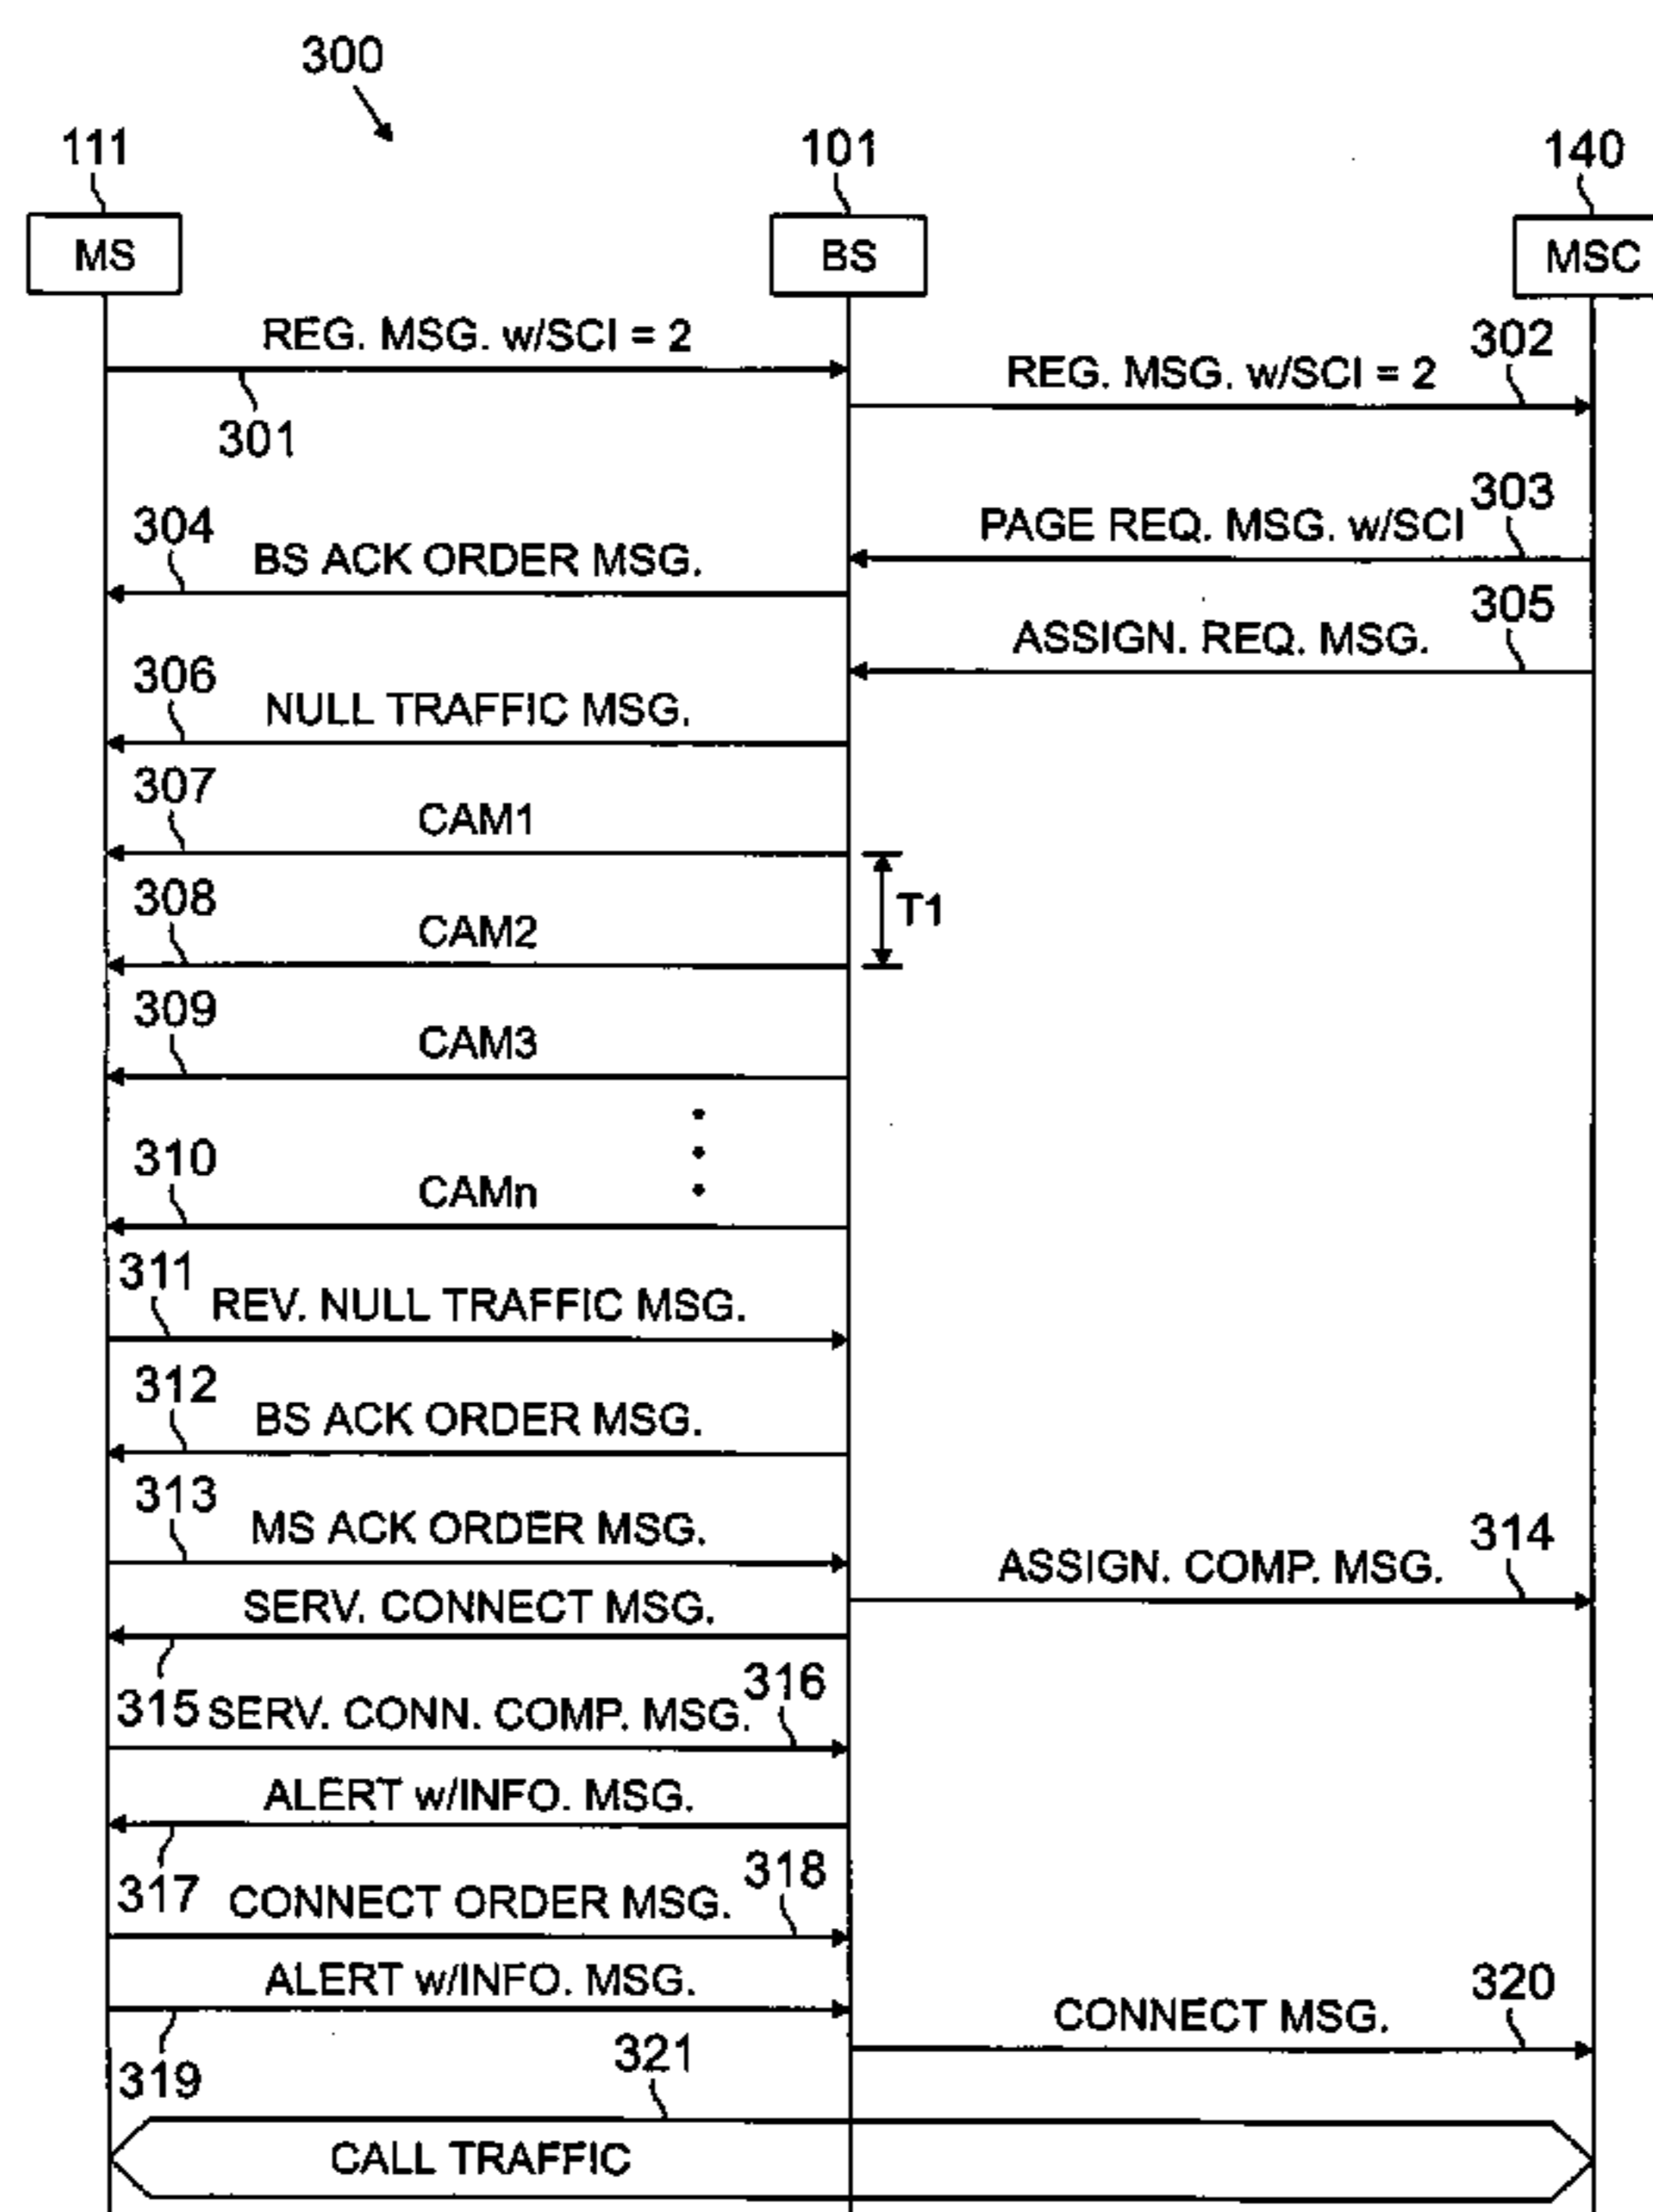 300
111
101
140
MS
BS
MSC
REG. MSG. w/SCI = 2
301
REG. MSG. w/SCI = 2
302
PAGE REQ. MSG. w/SCI
303
304
BS ACK ORDER MSG.
ASSIGN. REQ. MSG.
305
306
NULL TRAFFIC MSG.
307
CAM1
T1
308
CAM2
309
CAM3
310
CAMn
311
REV. NULL TRAFFIC MSG.
312
BS ACK ORDER MSG.
313
MS ACK ORDER MSG.
ASSIGN. COMP. MSG.
314
SERV. CONNECT MSG.
315
SERV. CONN. COMP. MSG.
316
ALERT w/INFO. MSG.
317
CONNECT ORDER MSG.
318
ALERT w/INFO. MSG.
319
CONNECT MSG.
320
321
CALL TRAFFIC